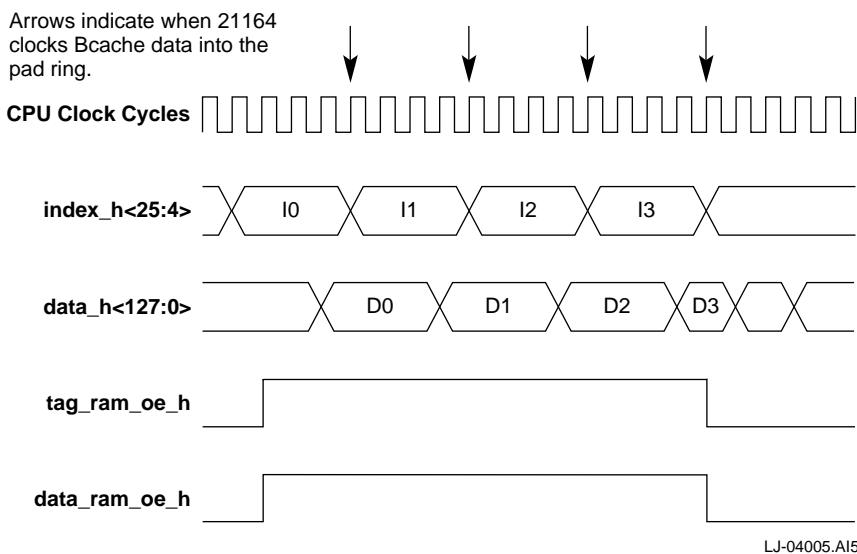 Arrows indicate when 21164
clocks Bcache data into the
pad ring.
CPU Clock Cycles
index_h<25:4>
I0 I1 I2 I3
data_h<127:0>
D0 D1 D2 D3
tag_ram_oe_h
data_ram_oe_h
LJ-04005.AI5